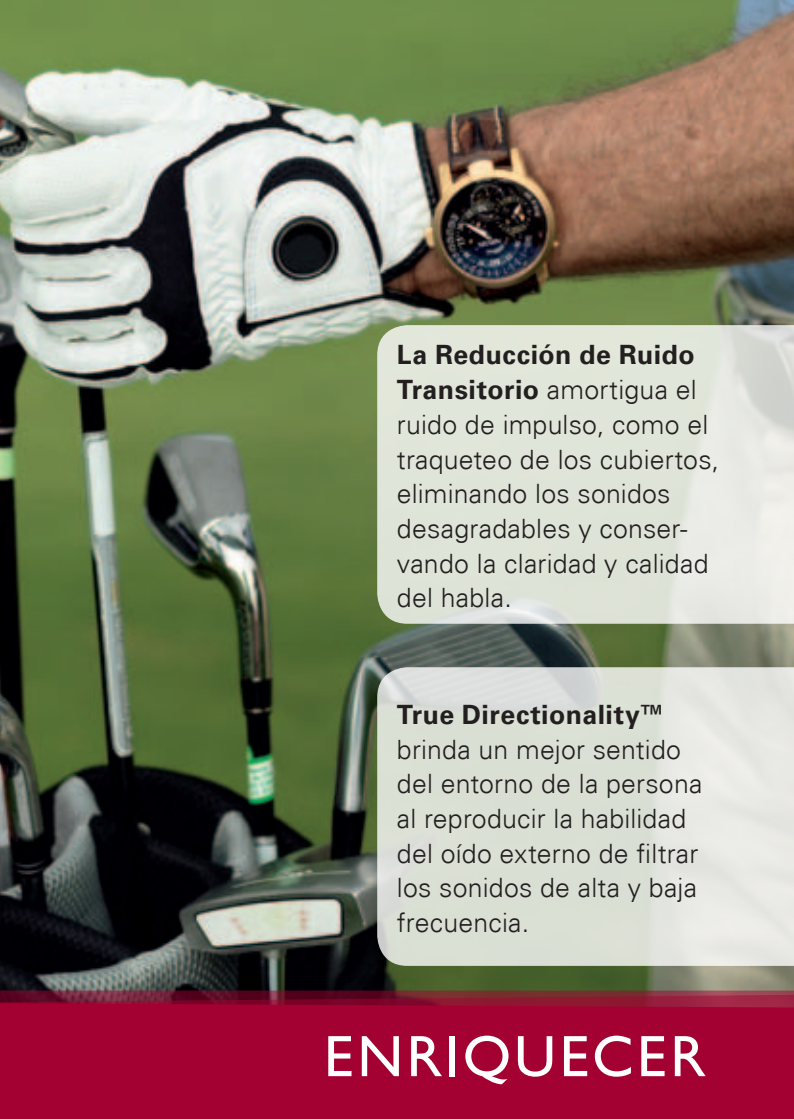 La Reducción de Ruido
Transitorio amortigua el
ruido de impulso, como el
traqueteo de los cubiertos,
eliminando los sonidos
desagradables y conser-
vando la claridad y calidad
del habla.
True Directionality™
brinda un mejor sentido
del entorno de la persona
al reproducir la habilidad
del oído externo de filtrar
los sonidos de alta y baja
frecuencia.
ENRIQUECER